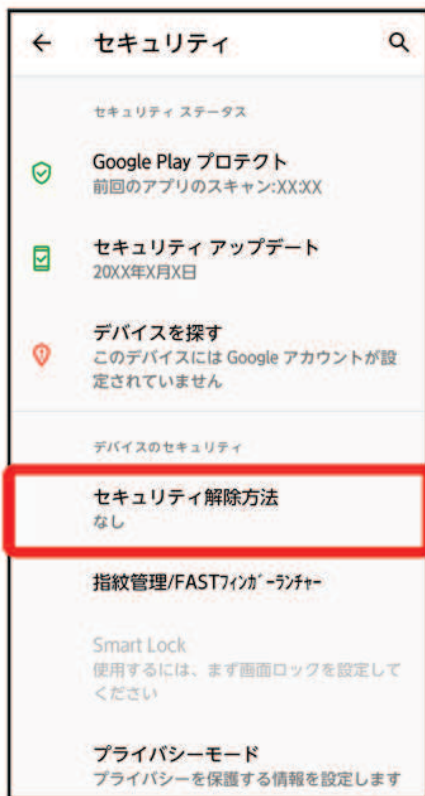 セキュリティ
セキュリティ ステータス
Google Play プロテクト
前回のアプリのスキャン:XX:XX
セキュリティ アップデート
20XX年X月X日
デバイスを探す
このデバイスには Google アカウントが設
定されていません
デバイスのセキュリティ
セキュリティ解除方法
なし
指紋管理/FASTﾌｨﾝｶﾞｰﾗﾝﾁｬｰ
Smart Lock
使用するには、まず画面ロックを設定して
ください
プライバシーモード
プライバシーを保護する情報を設定します